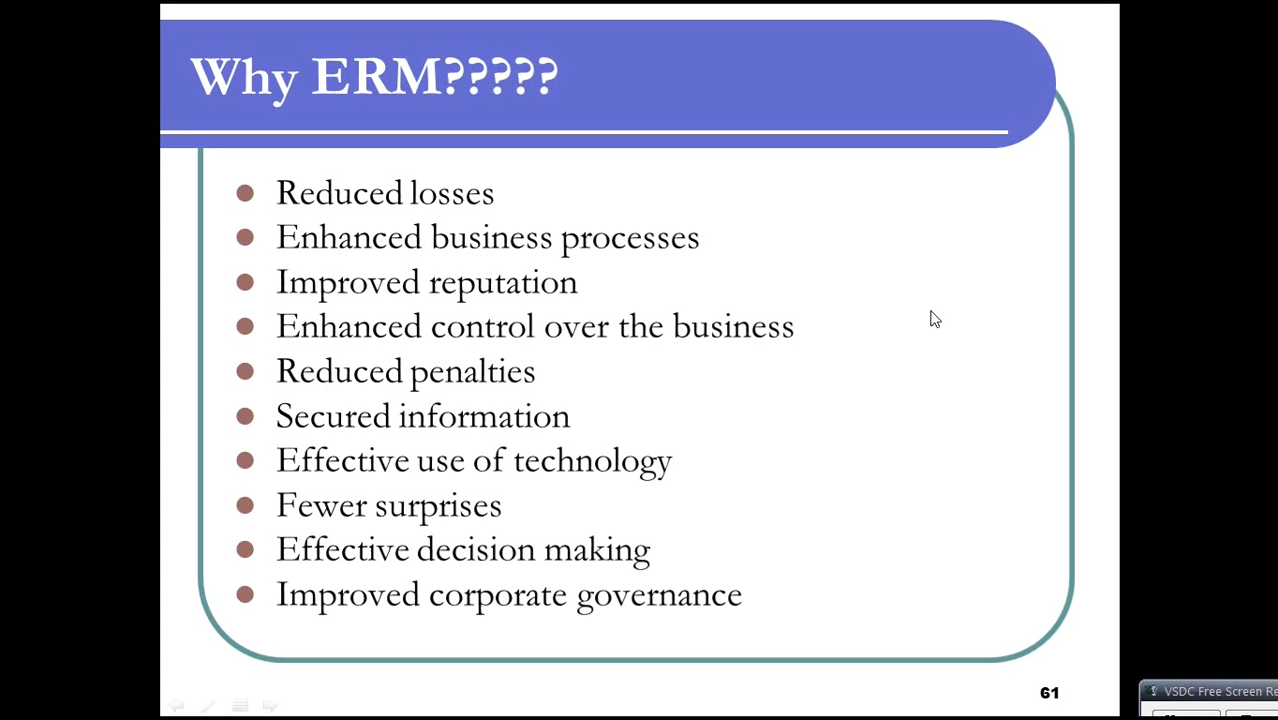 Why ERM?????
Reduced losses
Enhanced business processes
Improved reputation
Enhanced control over the business
Reduced penalties
Secured information
Effective use of technology
Fewer surprises
Effective decision making
Improved corporate governance
61
VSDC Free Screen Re